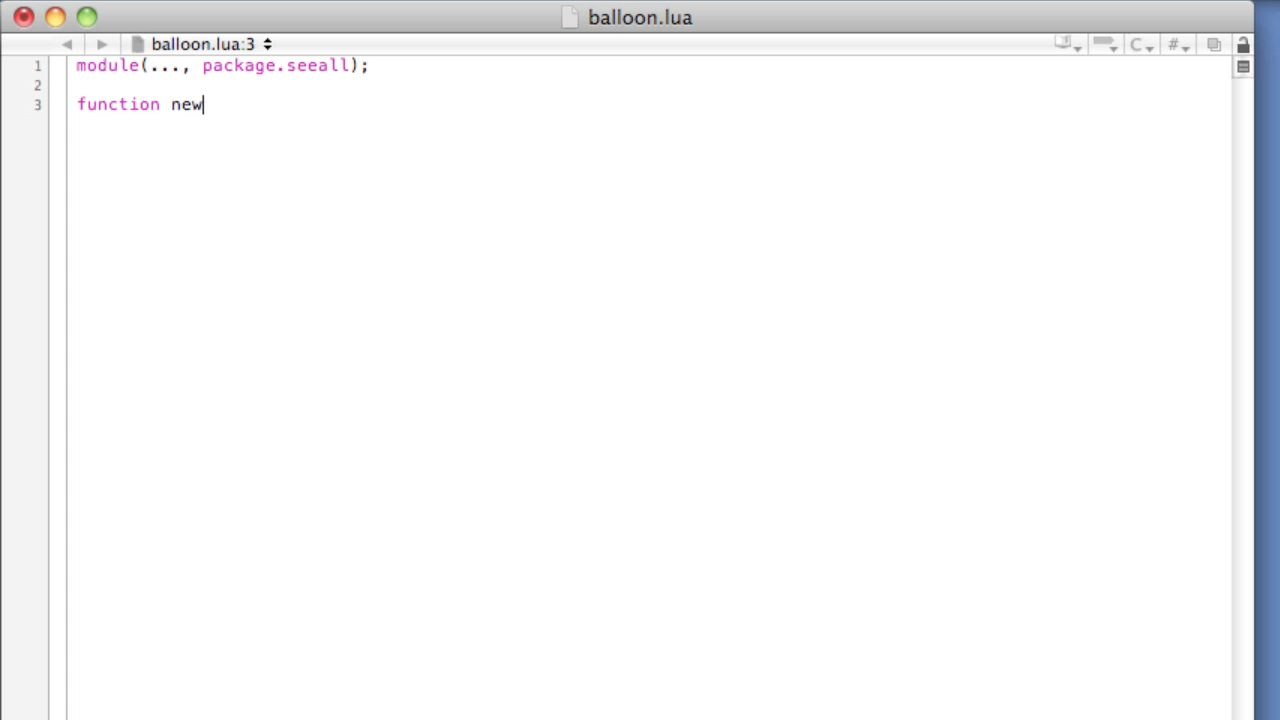 balloon.lua
balloon.lua:3
C
#
1 module(..., package.seeall);
2
3 function new